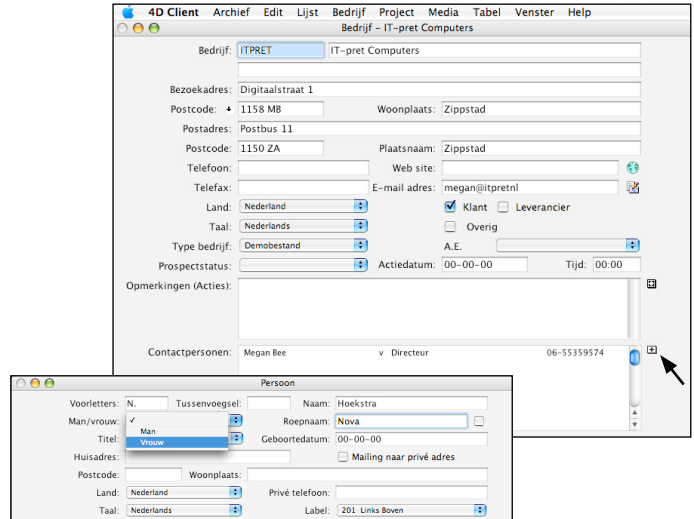 4D Client Archief Edit Lijst Bedrijf Project Media Tabel Venster Help
Bedrijf – IT-pret Computers
Bedrijf: ITPRET IT-pret Computers
Bezoekadres: Digitaalstraat 1
Postcode: 1158 MB Woonplaats: Zippstad
Postadres: Postbus 11
Postcode: 1150 ZA Plaatsnaam: Zippstad
Telefoon: Web site:
Telefax: E-mail adres: megan@itpretnl
Land: Nederland Klant Leverancier
Taal: Nederlands Overig
Type bedrijf: Demobestand A.E.
Prospectstatus: Actiedatum: 00-00-00 Tijd: 00:00
Opmerkingen (Acties):
Contactpersonen: Megan Bee v Directeur 06-55359574
Persoon
Voorletters: N. Tussenvoegsel: Naam: Hoekstra
Man/vrouw: Roepnaam: Nova
Man
Titel: Vrouw Geboortedatum: 00-00-00
Huisadres: Mailing naar privé adres
Postcode: Woonplaats:
Land: Nederland Privé telefoon:
Taal: Nederlands Label: 201 Links Boven